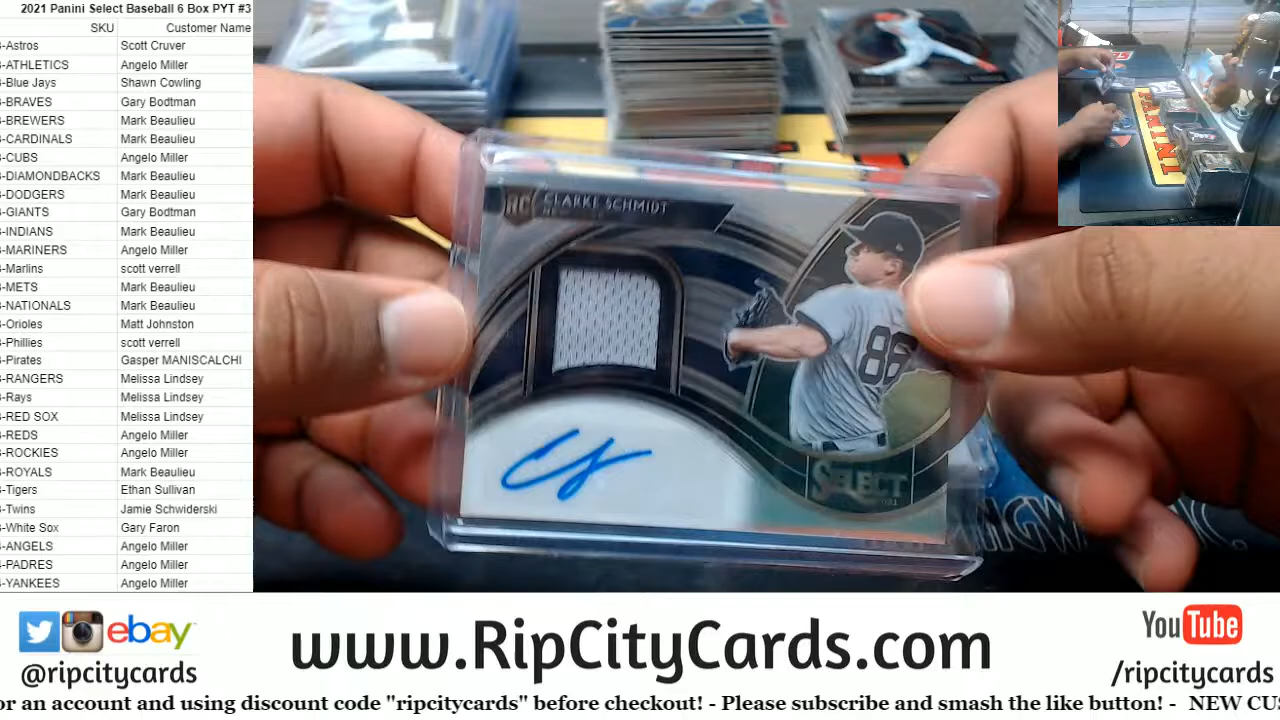 2021 Panini Select Baseball 6 Box PYT #3
SKU Customer Name
-Astros Scott Cruver
-ATHLETICS Angelo Miller
-Blue Jays Shawn Cowling
-BRAVES Gary Bodtman
-BREWERS Mark Beaulieu
-CARDINALS Mark Beaulieu
-CUBS Angelo Miller
-DIAMONDBACKS Mark Beaulieu
-DODGERS Mark Beaulieu
-GIANTS Gary Bodtman
-INDIANS Mark Beaulieu
-MARINERS Angelo Miller
-Marlins scott verrell
-METS Mark Beaulieu
-NATIONALS Mark Beaulieu
-Orioles Matt Johnston
-Phillies scott verrell
-Pirates Gasper MANISCALCHI
-RANGERS Melissa Lindsey
-Rays Melissa Lindsey
-RED SOX Melissa Lindsey
-REDS Angelo Miller
-ROCKIES Angelo Miller
-ROYALS Mark Beaulieu
-Tigers Ethan Sullivan
-Twins Jamie Schwiderski
-White Sox Gary Faron
-ANGELS Angelo Miller
-PADRES Angelo Miller
-YANKEES Angelo Miller
RC CLARKE SCHMIDT
86
SELECT
PANINI
ebay
@ripcitycards
www.RipCityCards.com
YouTube
/ripcitycards
or an account and using discount code "ripcitycards" before checkout! - Please subscribe and smash the like button! - NEW CUS